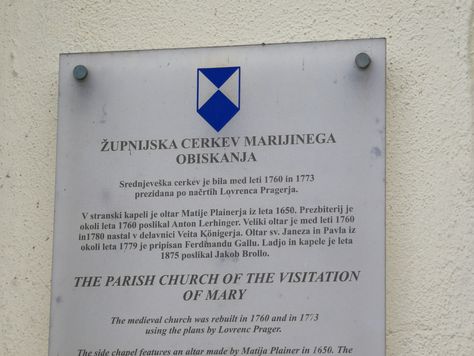 ŽUPNIJSKA CERKEV MARIJINEGA
OBISKANJA
Srednjeveška cerkev je bila med leti 1760 in 1773
prezidana po načrtih Lovrenca Pragerja.
V stranski kapeli je oltar Matije Plainerja iz leta 1650. Prezbiterij je
okoli leta 1760 poslikal Anton Lerhinger. Veliki oltar je med leti 1760
in1780 nastal v delavnici Veita Königerja. Oltar sv. Janeza in Pavla iz
okoli leta 1779 je pripisan Ferdinandu Gallu. Ladjo in kapele je leta
1875 poslikal Jakob Brollo.
THE PARISH CHURCH OF THE VISITATION
OF MARY
The medieval church was rebuilt in 1760 and in 1773
using the plans by Lovrenc Prager.
The side chapel features an altar made by Matija Plainer in 1650. The